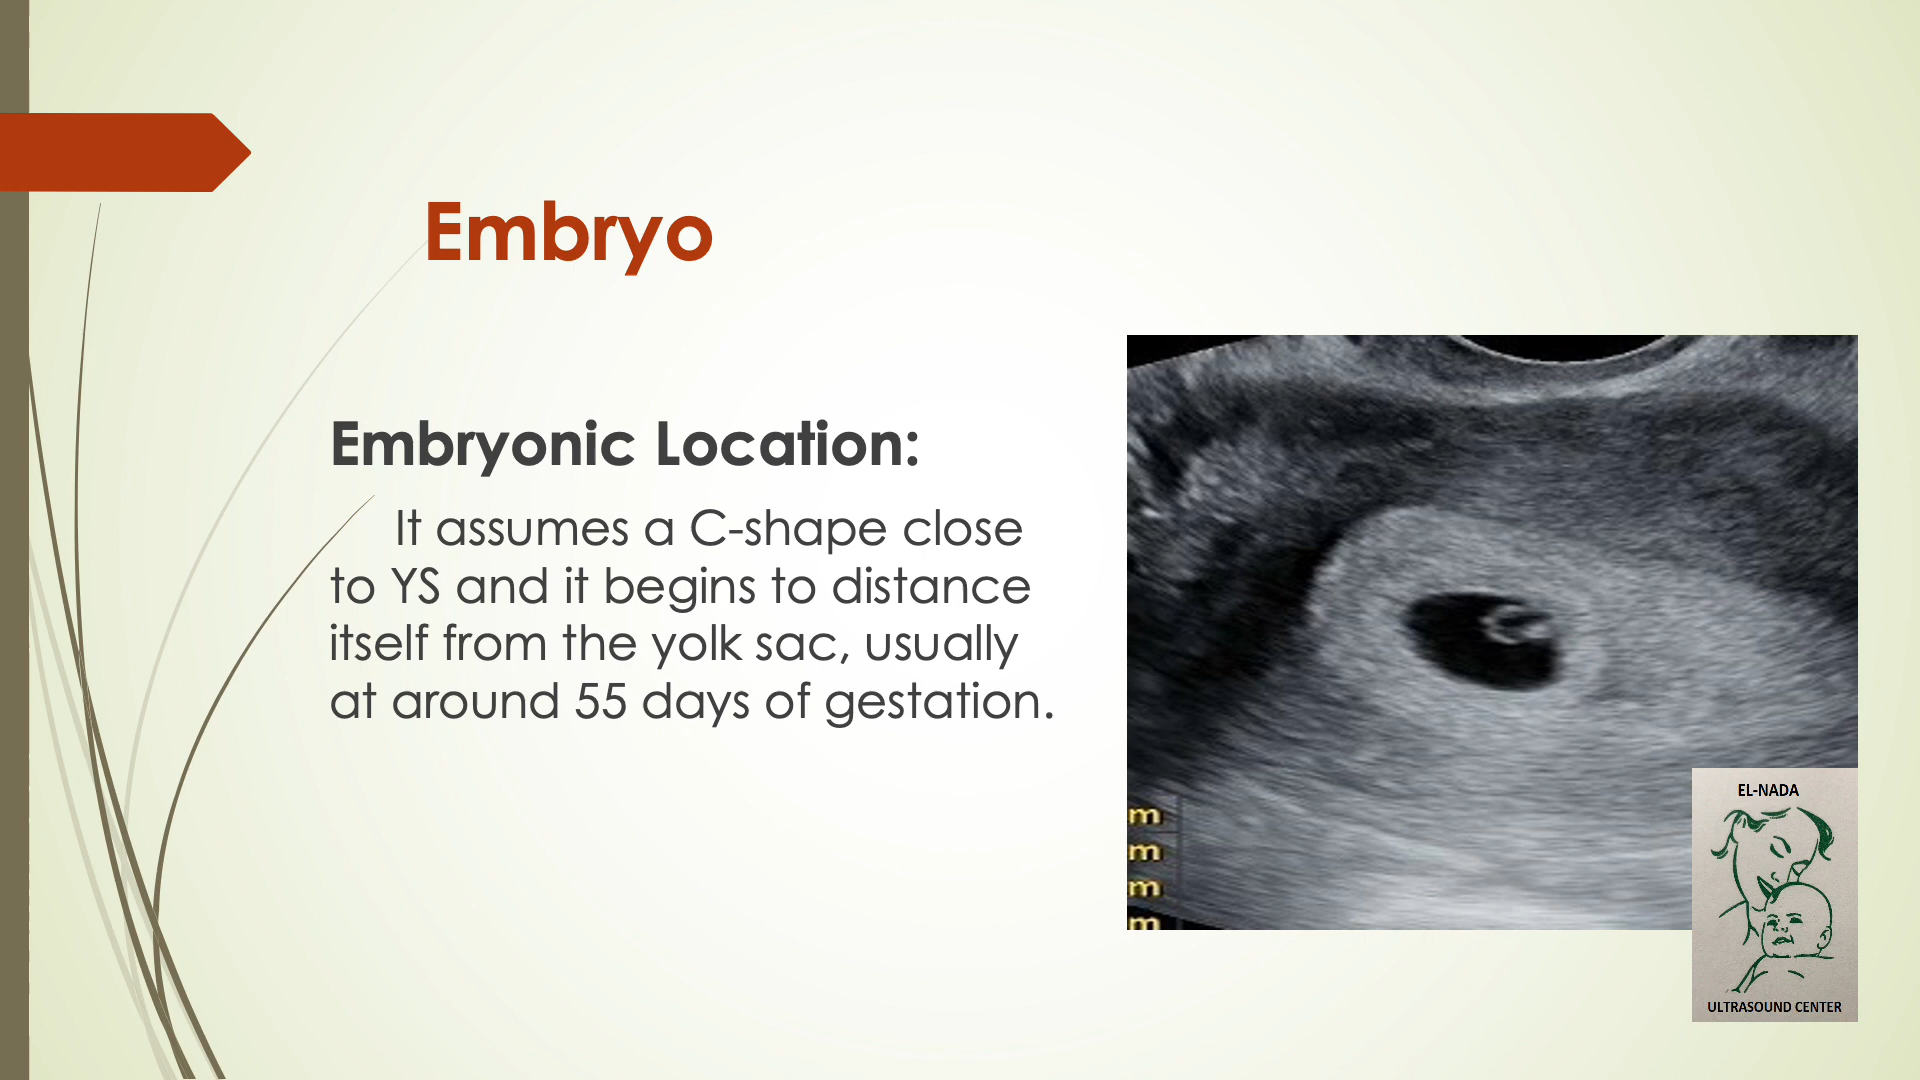 Embryo
Embryonic Location:
It assumes a C-shape close
to YS and it begins to distance
itself from the yolk sac, usually
at around 55 days of gestation.
m
m
m
m
EL-NADA
ULTRASOUND CENTER